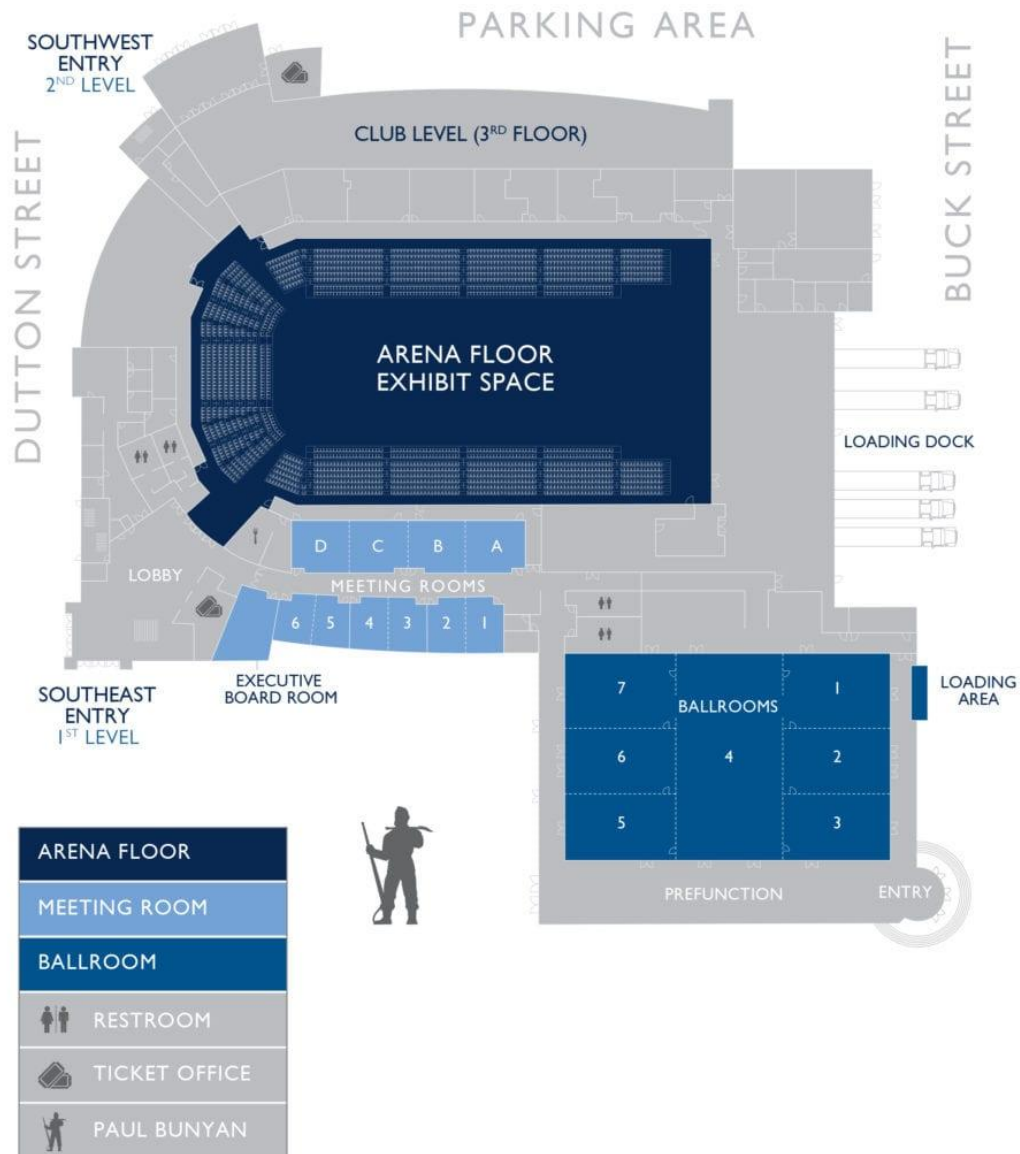 PARKING AREA
SOUTHWEST
ENTRY
2ND LEVEL
CLUB LEVEL (3RD FLOOR)
DUTTON STREET
BUCK STREET
ARENA FLOOR
EXHIBIT SPACE
LOADING DOCK
D C B A
LOBBY
MEETING ROOMS
6 5 4 3 2 1
EXECUTIVE
BOARD ROOM
SOUTHEAST
ENTRY
1ST LEVEL
7 1
BALLROOMS
6 4 2
5 3
LOADING
AREA
PREFUNCTION
ENTRY
ARENA FLOOR
MEETING ROOM
BALLROOM
RESTROOM
TICKET OFFICE
PAUL BUNYAN